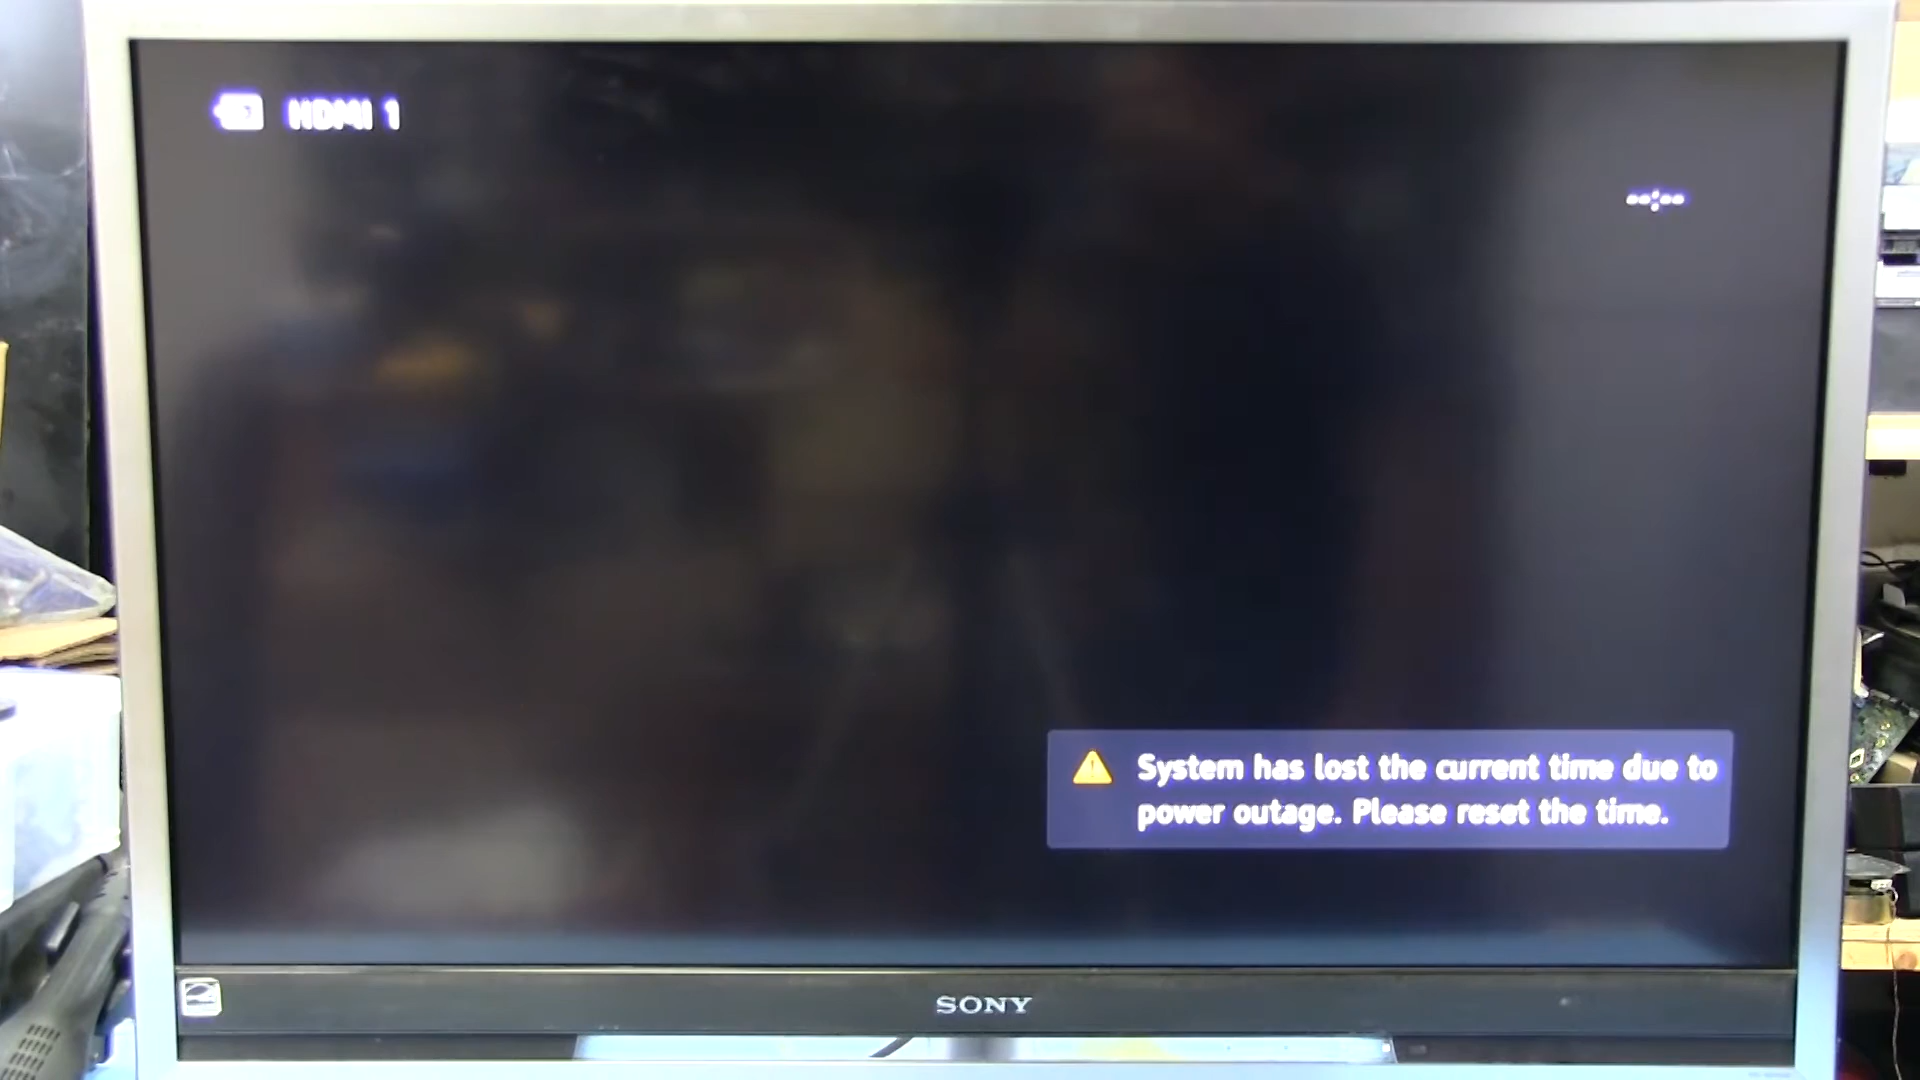 HDMI 1
--:--
System has lost the current time due to
power outage. Please reset the time.
SONY